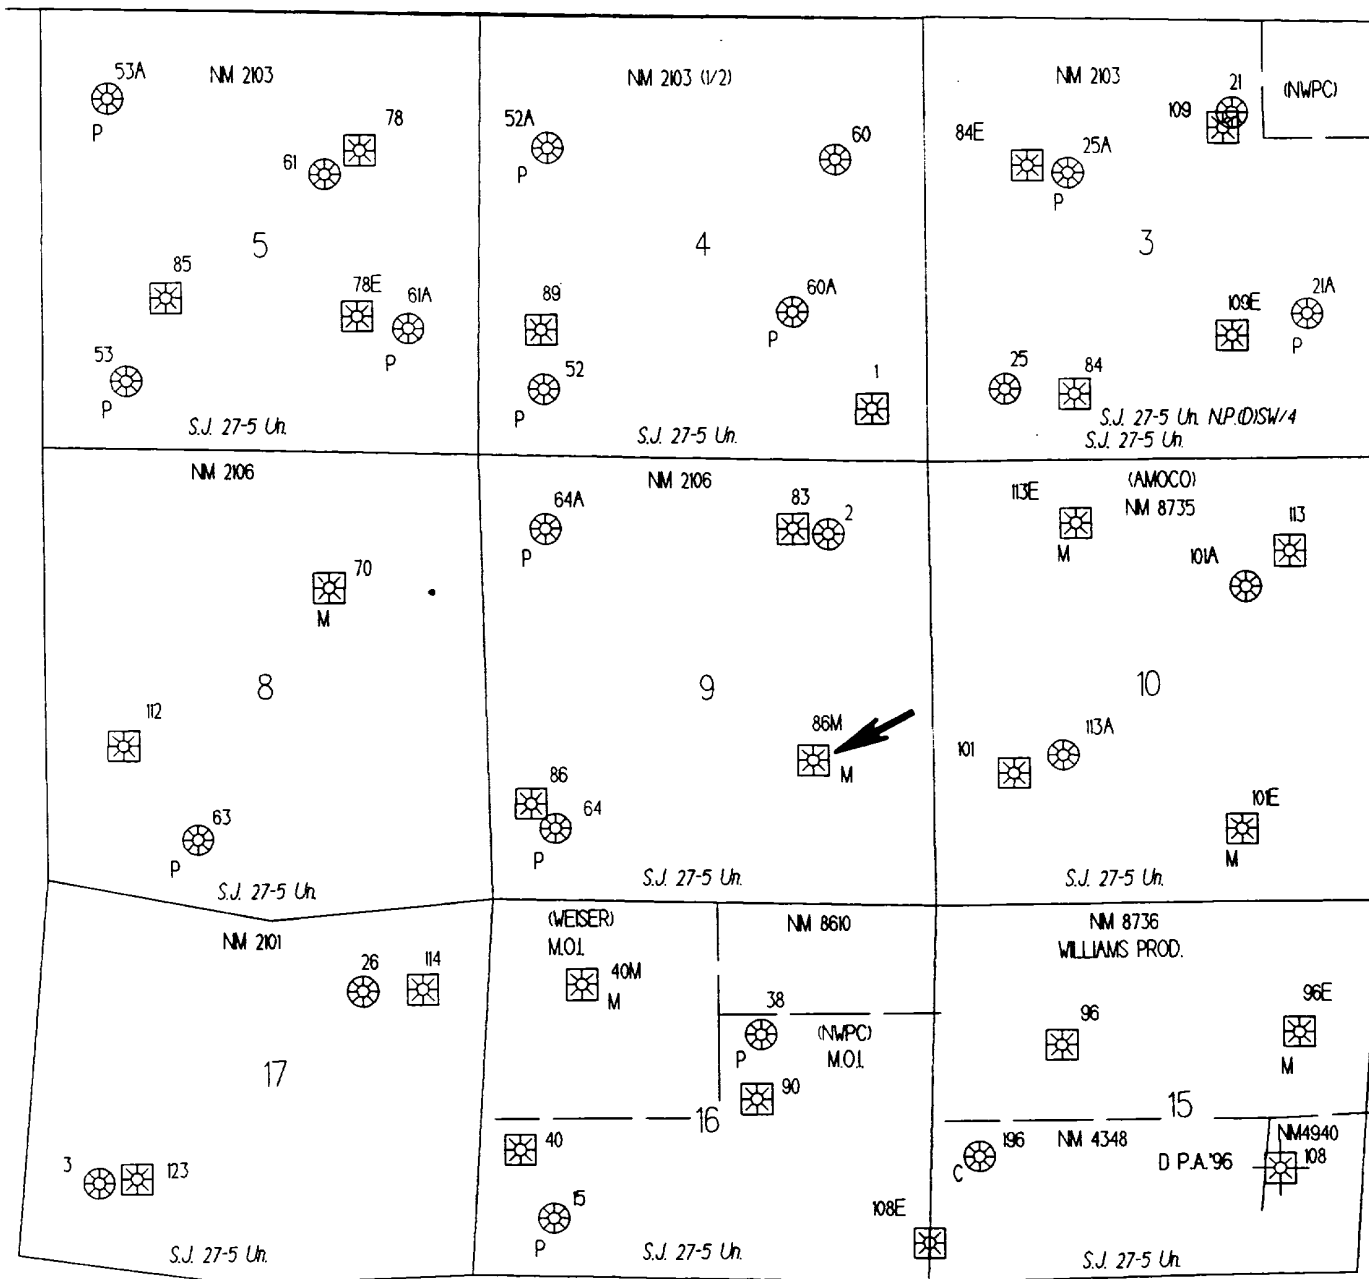 53A
NM 2103
P
78
61
5
85
78E
61A
P
53
P
S.J. 27-5 Un.
NM 2103 (1/2)
52A
P
60
4
89
60A
P
52
P
1
S.J. 27-5 Un.
NM 2103
21
(NWPC)
109
84E
25A
P
3
21A
109E
P
25
84
S.J. 27-5 Un. N.P.(D)SW/4
S.J. 27-5 Un.
NM 2106
70
M
8
112
63
P
S.J. 27-5 Un.
NM 2106
64A
P
83
2
9
86M
M
86
64
P
S.J. 27-5 Un.
(AMOCO)
NM 8735
113E
M
113
101A
10
113A
101
101E
M
S.J. 27-5 Un.
NM 2101
26
114
17
3
123
S.J. 27-5 Un.
(WEISER)
M.O.I.
40M
M
NM 8610
38
P
(NWPC)
M.O.I.
90
16
40
15
P
108E
S.J. 27-5 Un.
NM 8736
WILLIAMS PROD.
96
96E
M
15
196
C
NM 4348
NM4940
D P.A.'96
108
S.J. 27-5 Un.